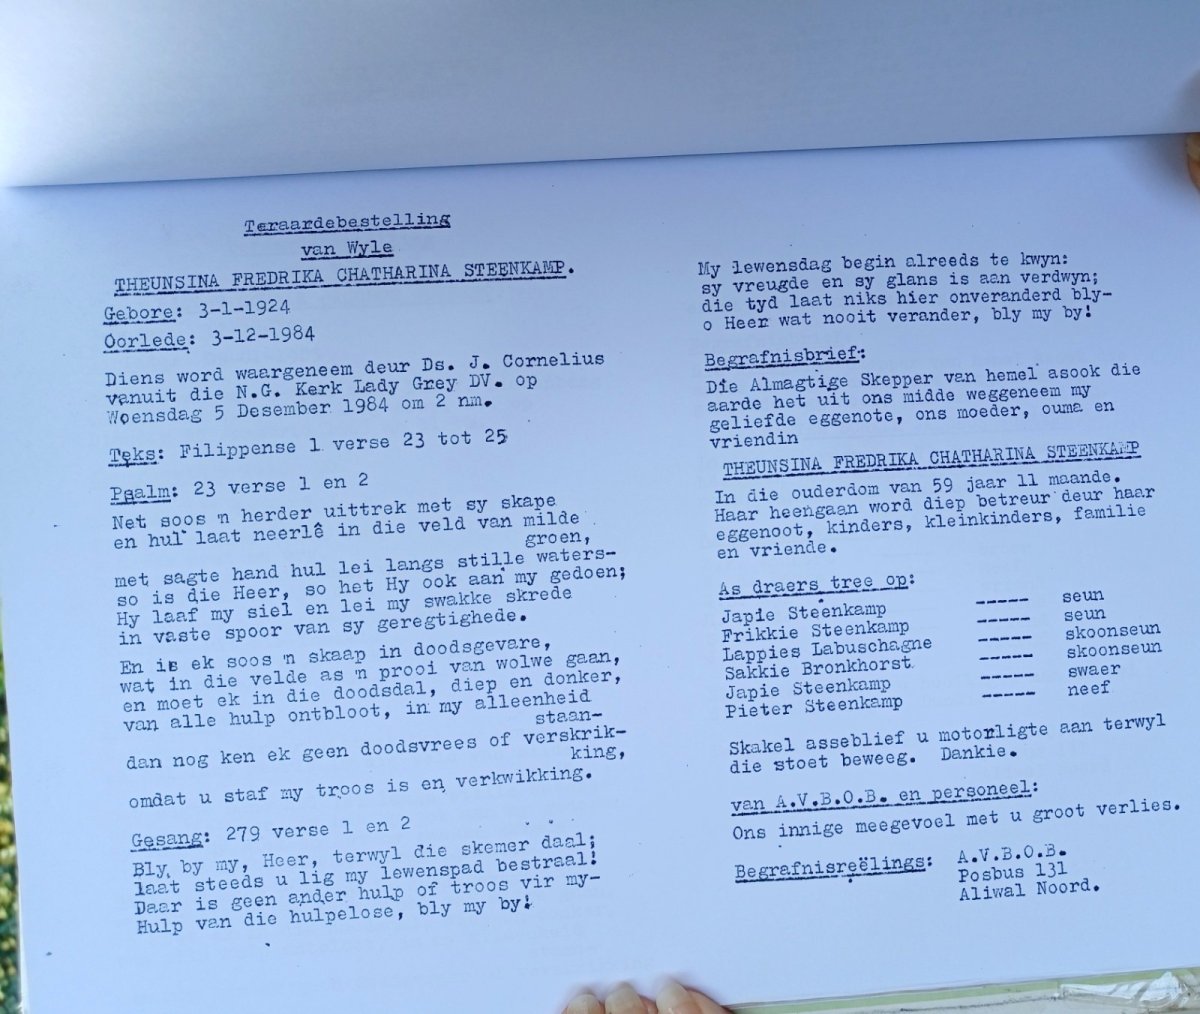 Teraardebestelling
van Wyle
THEUNSINA FREDRIKA CHATHARINA STEENKAMP.
Gebore: 3-1-1924
Oorlede: 3-12-1984
Diens word waargeneem deur Ds. J. Cornelius
vanuit die N.G. Kerk Lady Grey DV. op
Woensdag 5 Desember 1984 om 2 nm.
Teks: Filippense 1 verse 23 tot 25
Psalm: 23 verse 1 en 2
Net soos 'n herder uittrek met sy skape
en hul laat neerlê in die veld van milde
groen,
met sagte hand hul lei langs stille waters-
so is die Heer, so het Hy ook aan my gedoen;
Hy laaf my siel en lei my swakke skrede
in vaste spoor van sy geregtighede.
En is ek soos 'n skaap in doodsgevare,
wat in die velde as 'n prooi van wolwe gaan,
en moet ek in die doodsdal, diep en donker,
van alle hulp ontbloot, in my alleenheid
staan-
dan nog ken ek geen doodsvrees of verskrik-
king,
omdat u staf my troos is en verkwikking.
Gesang: 279 verse 1 en 2
Bly by my, Heer, terwyl die skemer daal;
laat steeds u lig my lewenspad bestraal!
Daar is geen ander hulp of troos vir my-
Hulp van die hulpelose, bly my by!
My lewensdag begin alreeds te kwyn:
sy vreugde en sy glans is aan verdwyn;
die tyd laat niks hier onveranderd bly-
o Heer wat nooit verander, bly my by!
Begrafnisbrief:
Die Almagtige Skepper van hemel asook die
aarde het uit ons midde weggeneem my
geliefde eggenote, ons moeder, ouma en
vriendin
THEUNSINA FREDRIKA CHATHARINA STEENKAMP
In die ouderdom van 59 jaar 11 maande.
Haar heengaan word diep betreur deur haar
eggenoot, kinders, kleinkinders, familie
en vriende.
As draers tree op:
Japie Steenkamp ----- seun
Frikkie Steenkamp ----- seun
Lappies Labuschagne ----- skoonseun
Sakkie Bronkhorst ----- skoonseun
Japie Steenkamp ----- swaer
Pieter Steenkamp ----- neef
Skakel asseblief u motorligte aan terwyl
die stoet beweeg. Dankie.
van A.V.B.O.B. en personeel:
Ons innige meegevoel met u groot verlies.
Begrafnisreëlings: A.V.B.O.B.
Posbus 131
Aliwal Noord.